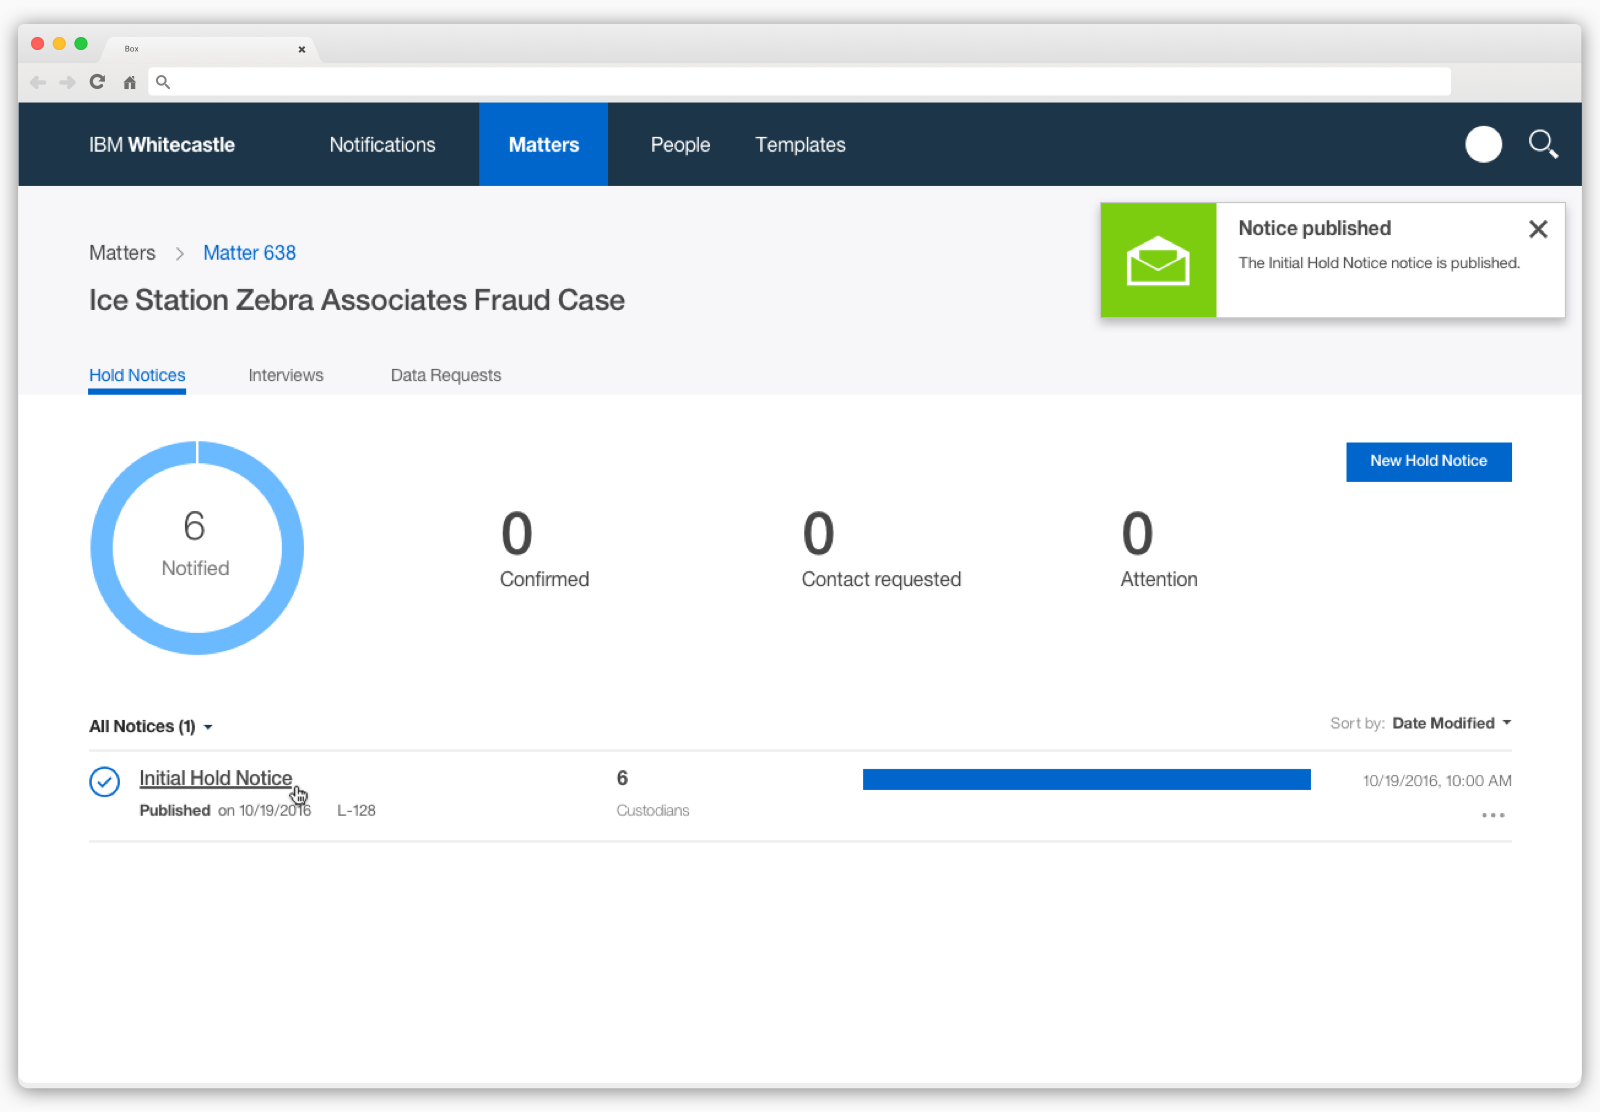 Box
IBM Whitecastle
Notifications
Matters
People
Templates
Notice published
The Initial Hold Notice notice is published.
Matters
Matter 638
Ice Station Zebra Associates Fraud Case
Hold Notices
Interviews
Data Requests
New Hold Notice
6
Notified
0
Confirmed
0
Contact requested
0
Attention
All Notices (1)
Sort by: Date Modified
Initial Hold Notice
Published on 10/19/2016
L-128
6
Custodians
10/19/2016, 10:00 AM